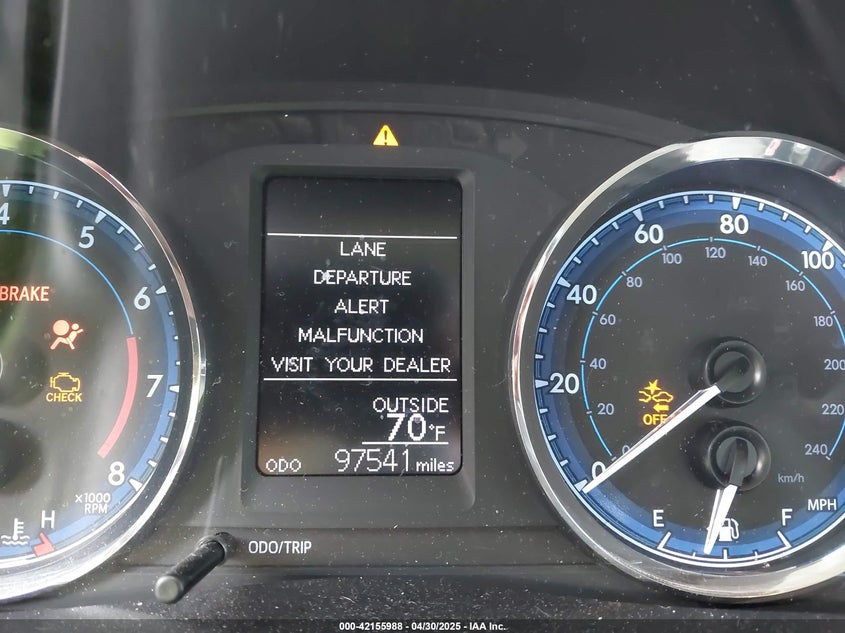 4
5
6
7
8
x1000
RPM
BRAKE
CHECK
H
LANE
DEPARTURE
ALERT
MALFUNCTION
VISIT YOUR DEALER
OUTSIDE
70°F
ODO 97541 miles
ODO/TRIP
0
20
40
60
80
100
MPH
0
20
40
60
80
100
120
140
160
180
200
220
240
km/h
OFF
E
F
000-42155988 - 04/30/2025 - IAA Inc.